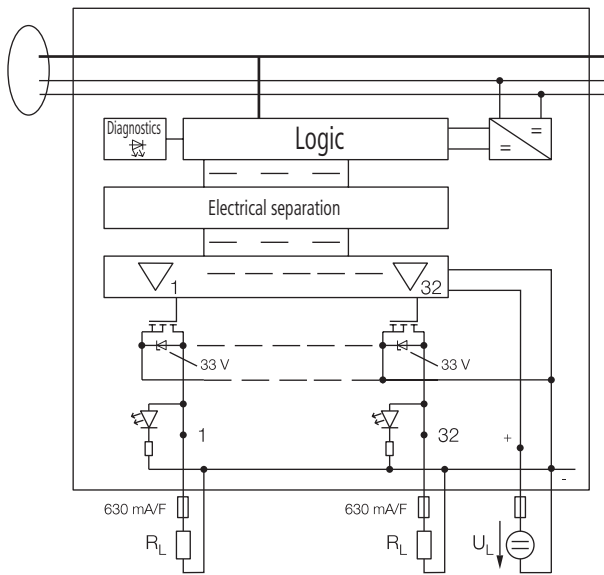 Diagnostics
Logic
=
=
Electrical separation
1
32
33 V
33 V
1
32
+
-
630 mA/F
630 mA/F
RL
RL
UL